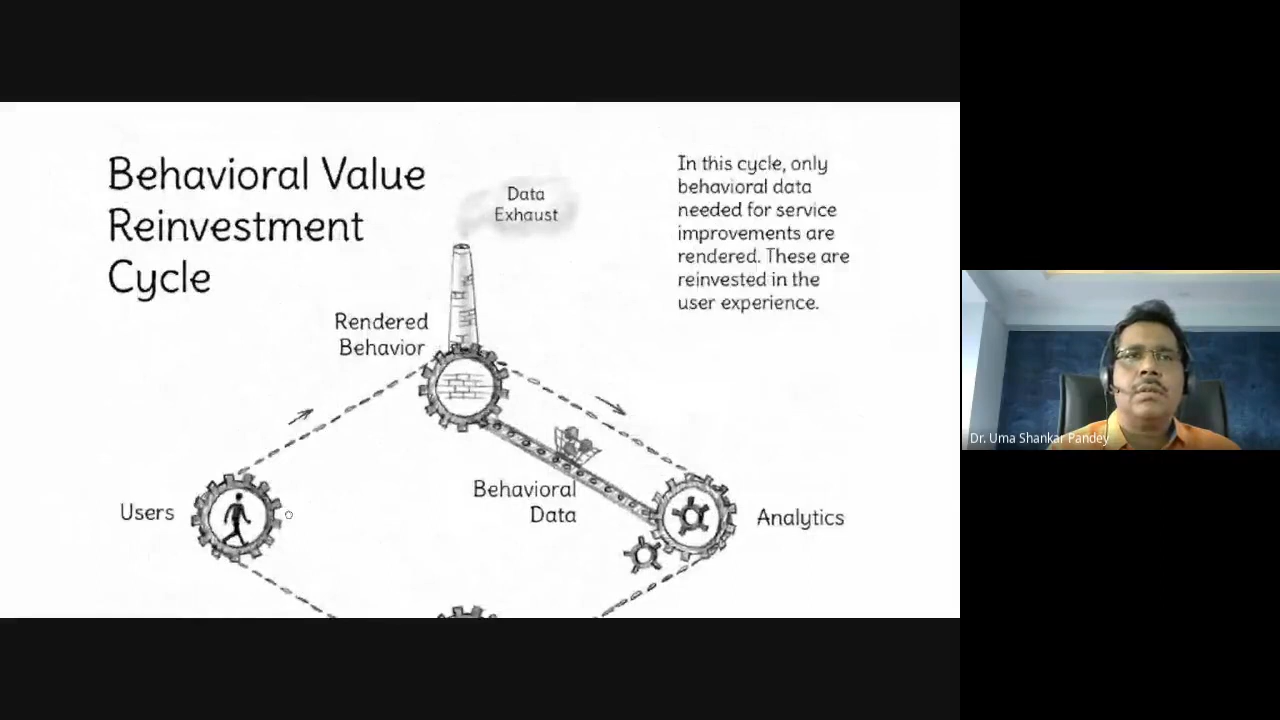 Behavioral Value
Reinvestment
Cycle
Data
Exhaust
In this cycle, only
behavioral data
needed for service
improvements are
rendered. These are
reinvested in the
user experience.
Rendered
Behavior
Behavioral
Data
Users
Analytics
Dr. Uma Shankar Pandey